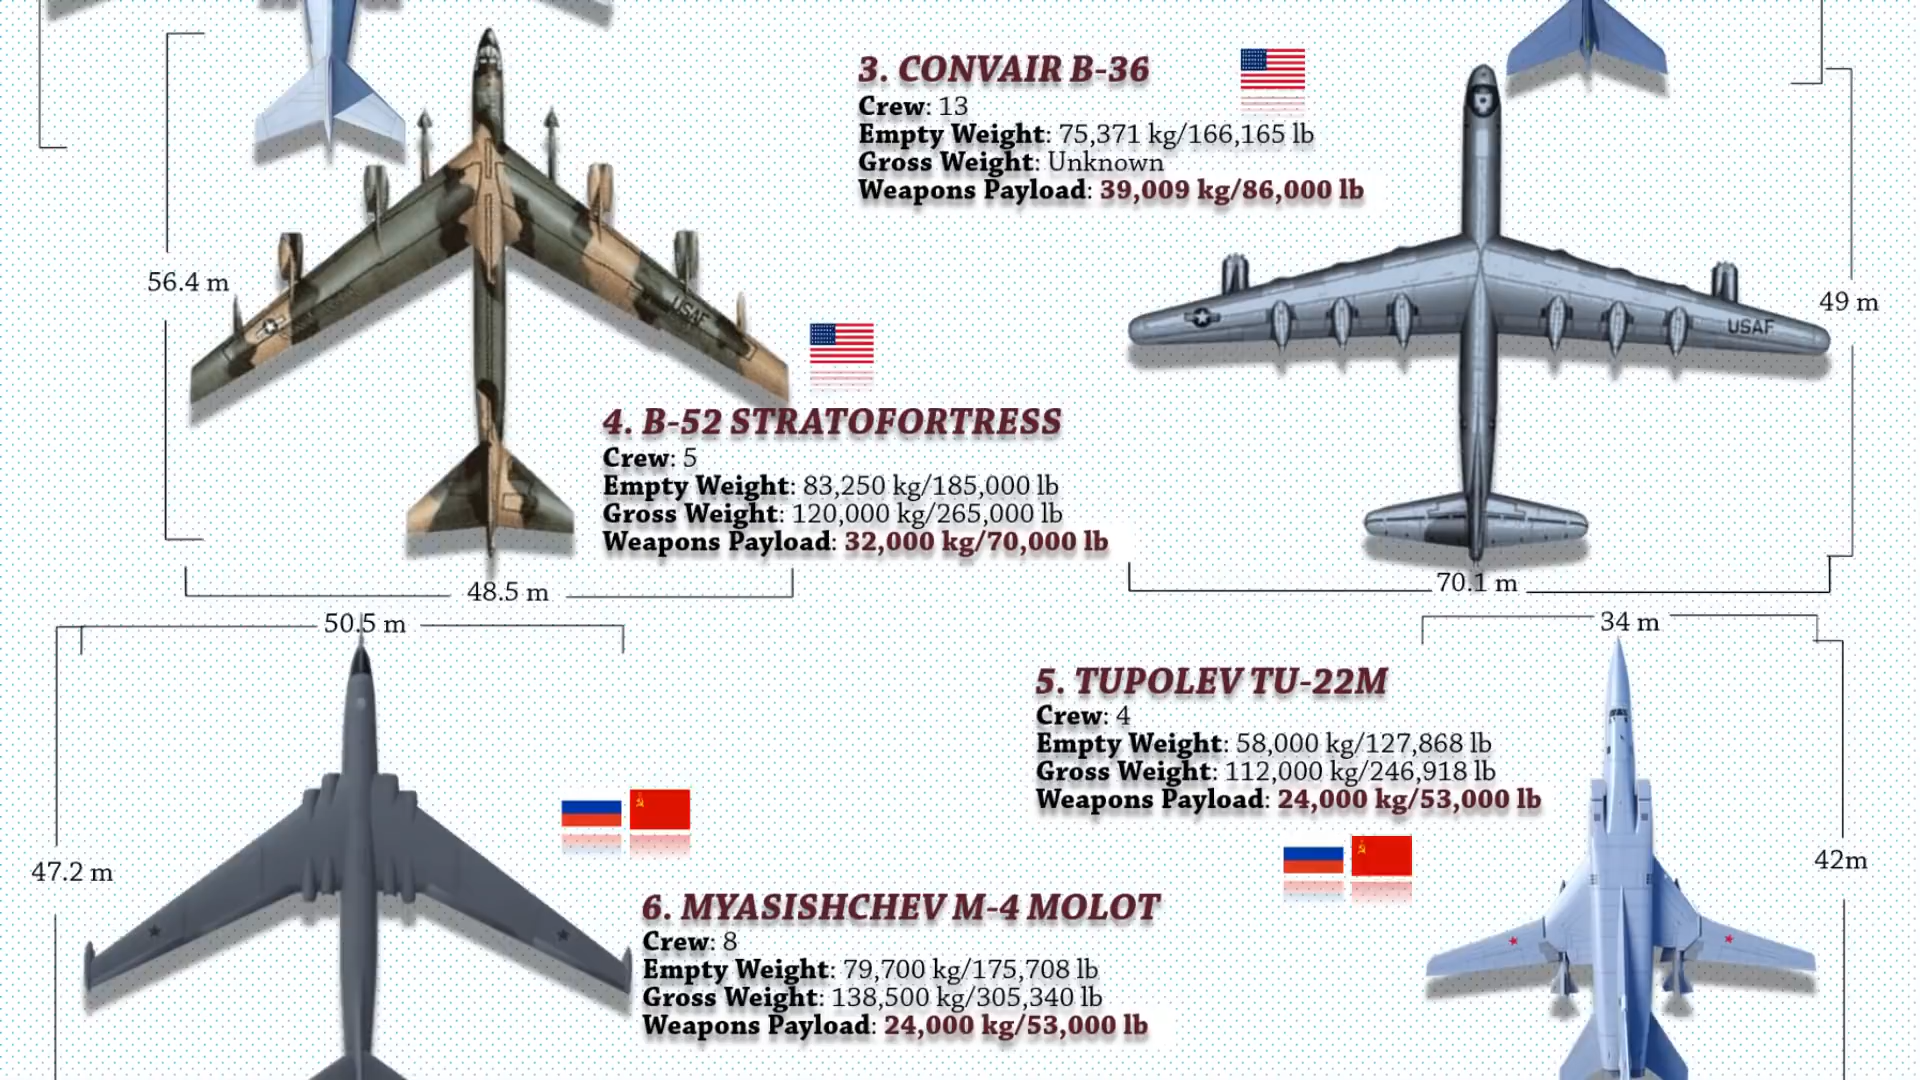 3. CONVAIR B-36
Crew: 13
Empty Weight: 75,371 kg/166,165 lb
Gross Weight: Unknown
Weapons Payload: 39,009 kg/86,000 lb
56.4 m
49 m
USAF
USAF
4. B-52 STRATOFORTRESS
Crew: 5
Empty Weight: 83,250 kg/185,000 lb
Gross Weight: 120,000 kg/265,000 lb
Weapons Payload: 32,000 kg/70,000 lb
48.5 m
70.1 m
50.5 m
34 m
5. TUPOLEV TU-22M
Crew: 4
Empty Weight: 58,000 kg/127,868 lb
Gross Weight: 112,000 kg/246,918 lb
Weapons Payload: 24,000 kg/53,000 lb
47.2 m
42m
6. MYASISHCHEV M-4 MOLOT
Crew: 8
Empty Weight: 79,700 kg/175,708 lb
Gross Weight: 138,500 kg/305,340 lb
Weapons Payload: 24,000 kg/53,000 lb